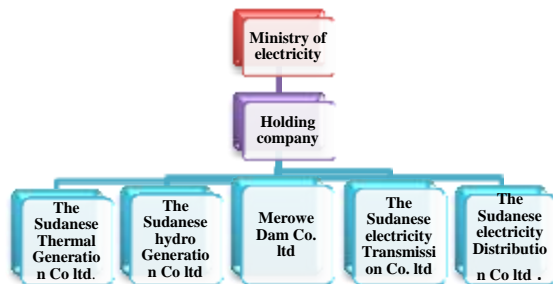 Ministry of
electricity
Holding
company
The
Sudanese
Thermal
Generatio
n Co ltd.
The
Sudanese
hydro
Generatio
n Co ltd
Merowe
Dam Co.
ltd
The
Sudanese
electricity
Transmissi
on Co. ltd
The
Sudanese
electricity
Distributio
n Co ltd .